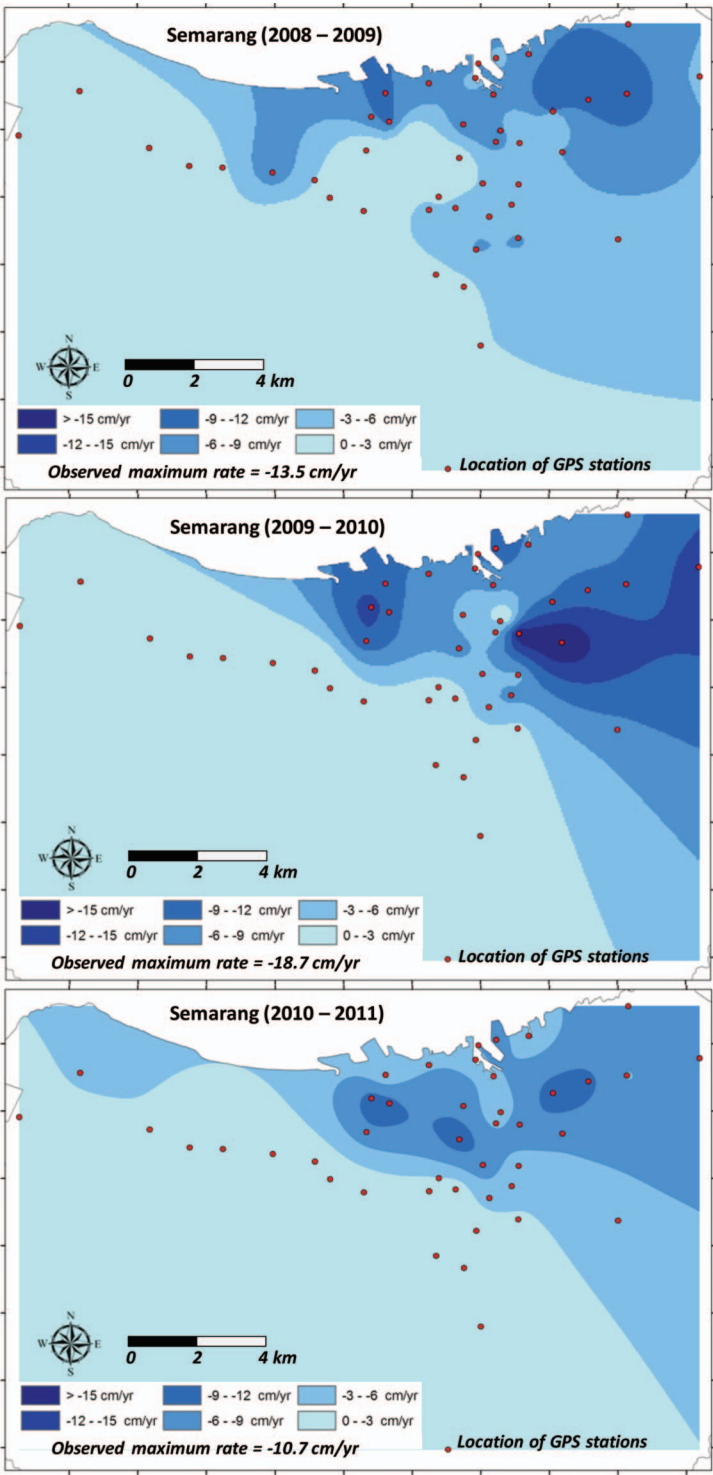 Semarang (2008 – 2009)
N
W E
S
0 2 4 km
> -15 cm/yr -9 - -12 cm/yr -3 - -6 cm/yr
-12 - -15 cm/yr -6 - -9 cm/yr 0 - -3 cm/yr
Observed maximum rate = -13.5 cm/yr
Location of GPS stations
Semarang (2009 – 2010)
N
W E
S
0 2 4 km
> -15 cm/yr -9 - -12 cm/yr -3 - -6 cm/yr
-12 - -15 cm/yr -6 - -9 cm/yr 0 - -3 cm/yr
Observed maximum rate = -18.7 cm/yr
Location of GPS stations
Semarang (2010 – 2011)
N
W E
S
0 2 4 km
> -15 cm/yr -9 - -12 cm/yr -3 - -6 cm/yr
-12 - -15 cm/yr -6 - -9 cm/yr 0 - -3 cm/yr
Observed maximum rate = -10.7 cm/yr
Location of GPS stations